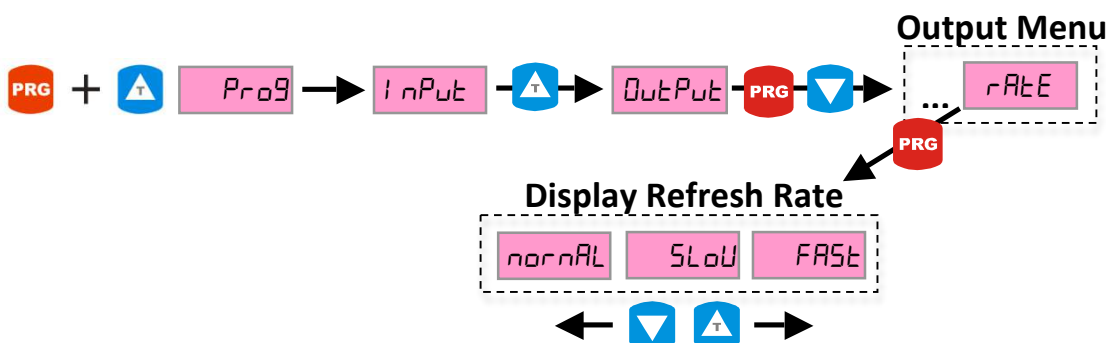 Output Menu
PRG + T Prog InPut T OutPut PRG ... rAtE
PRG
Display Refresh Rate
nornAL SLoU FASt
T